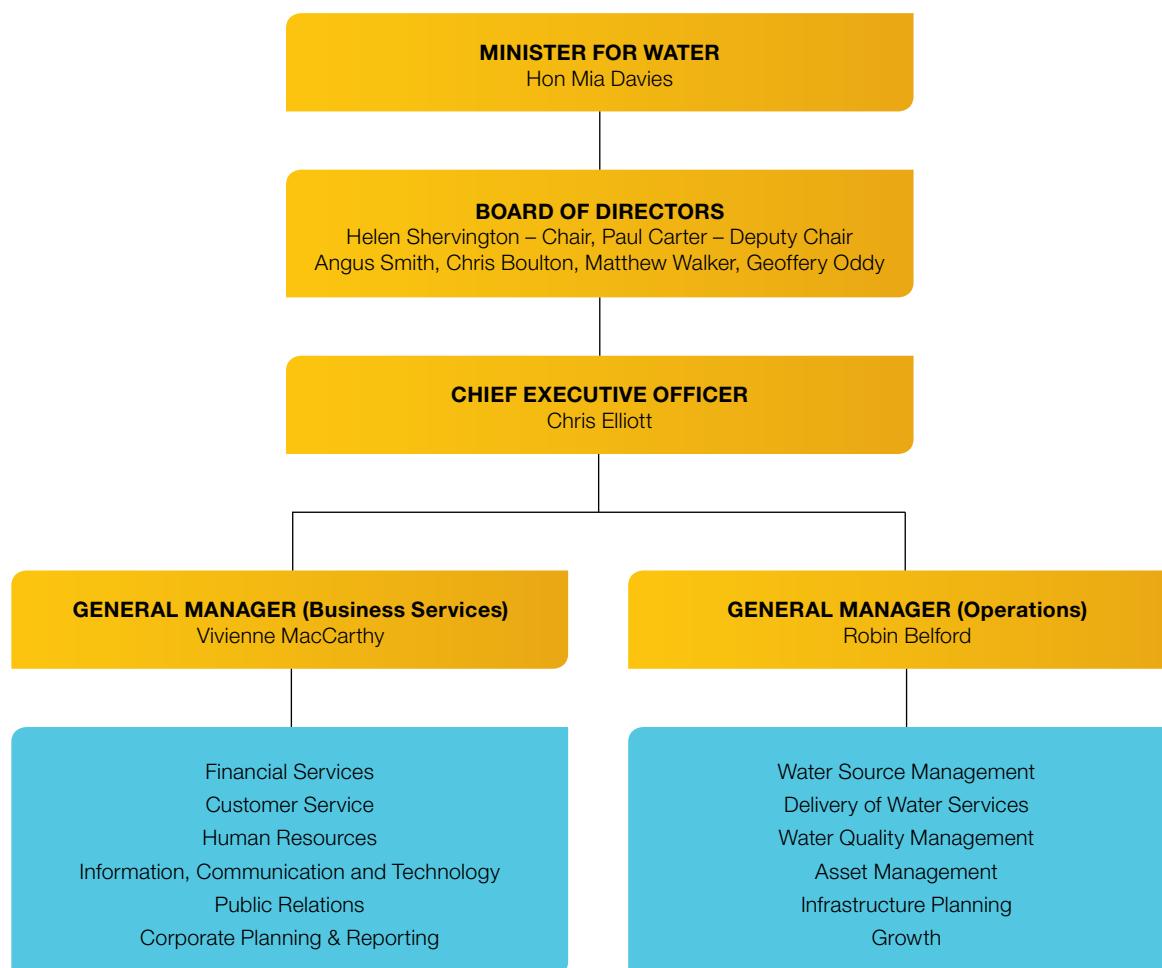 MINISTER FOR WATER
Hon Mia Davies
BOARD OF DIRECTORS
Helen Shervington – Chair, Paul Carter – Deputy Chair
Angus Smith, Chris Boulton, Matthew Walker, Geoffery Oddy
CHIEF EXECUTIVE OFFICER
Chris Elliott
GENERAL MANAGER (Business Services)
Vivienne MacCarthy
Financial Services
Customer Service
Human Resources
Information, Communication and Technology
Public Relations
Corporate Planning & Reporting
GENERAL MANAGER (Operations)
Robin Belford
Water Source Management
Delivery of Water Services
Water Quality Management
Asset Management
Infrastructure Planning
Growth